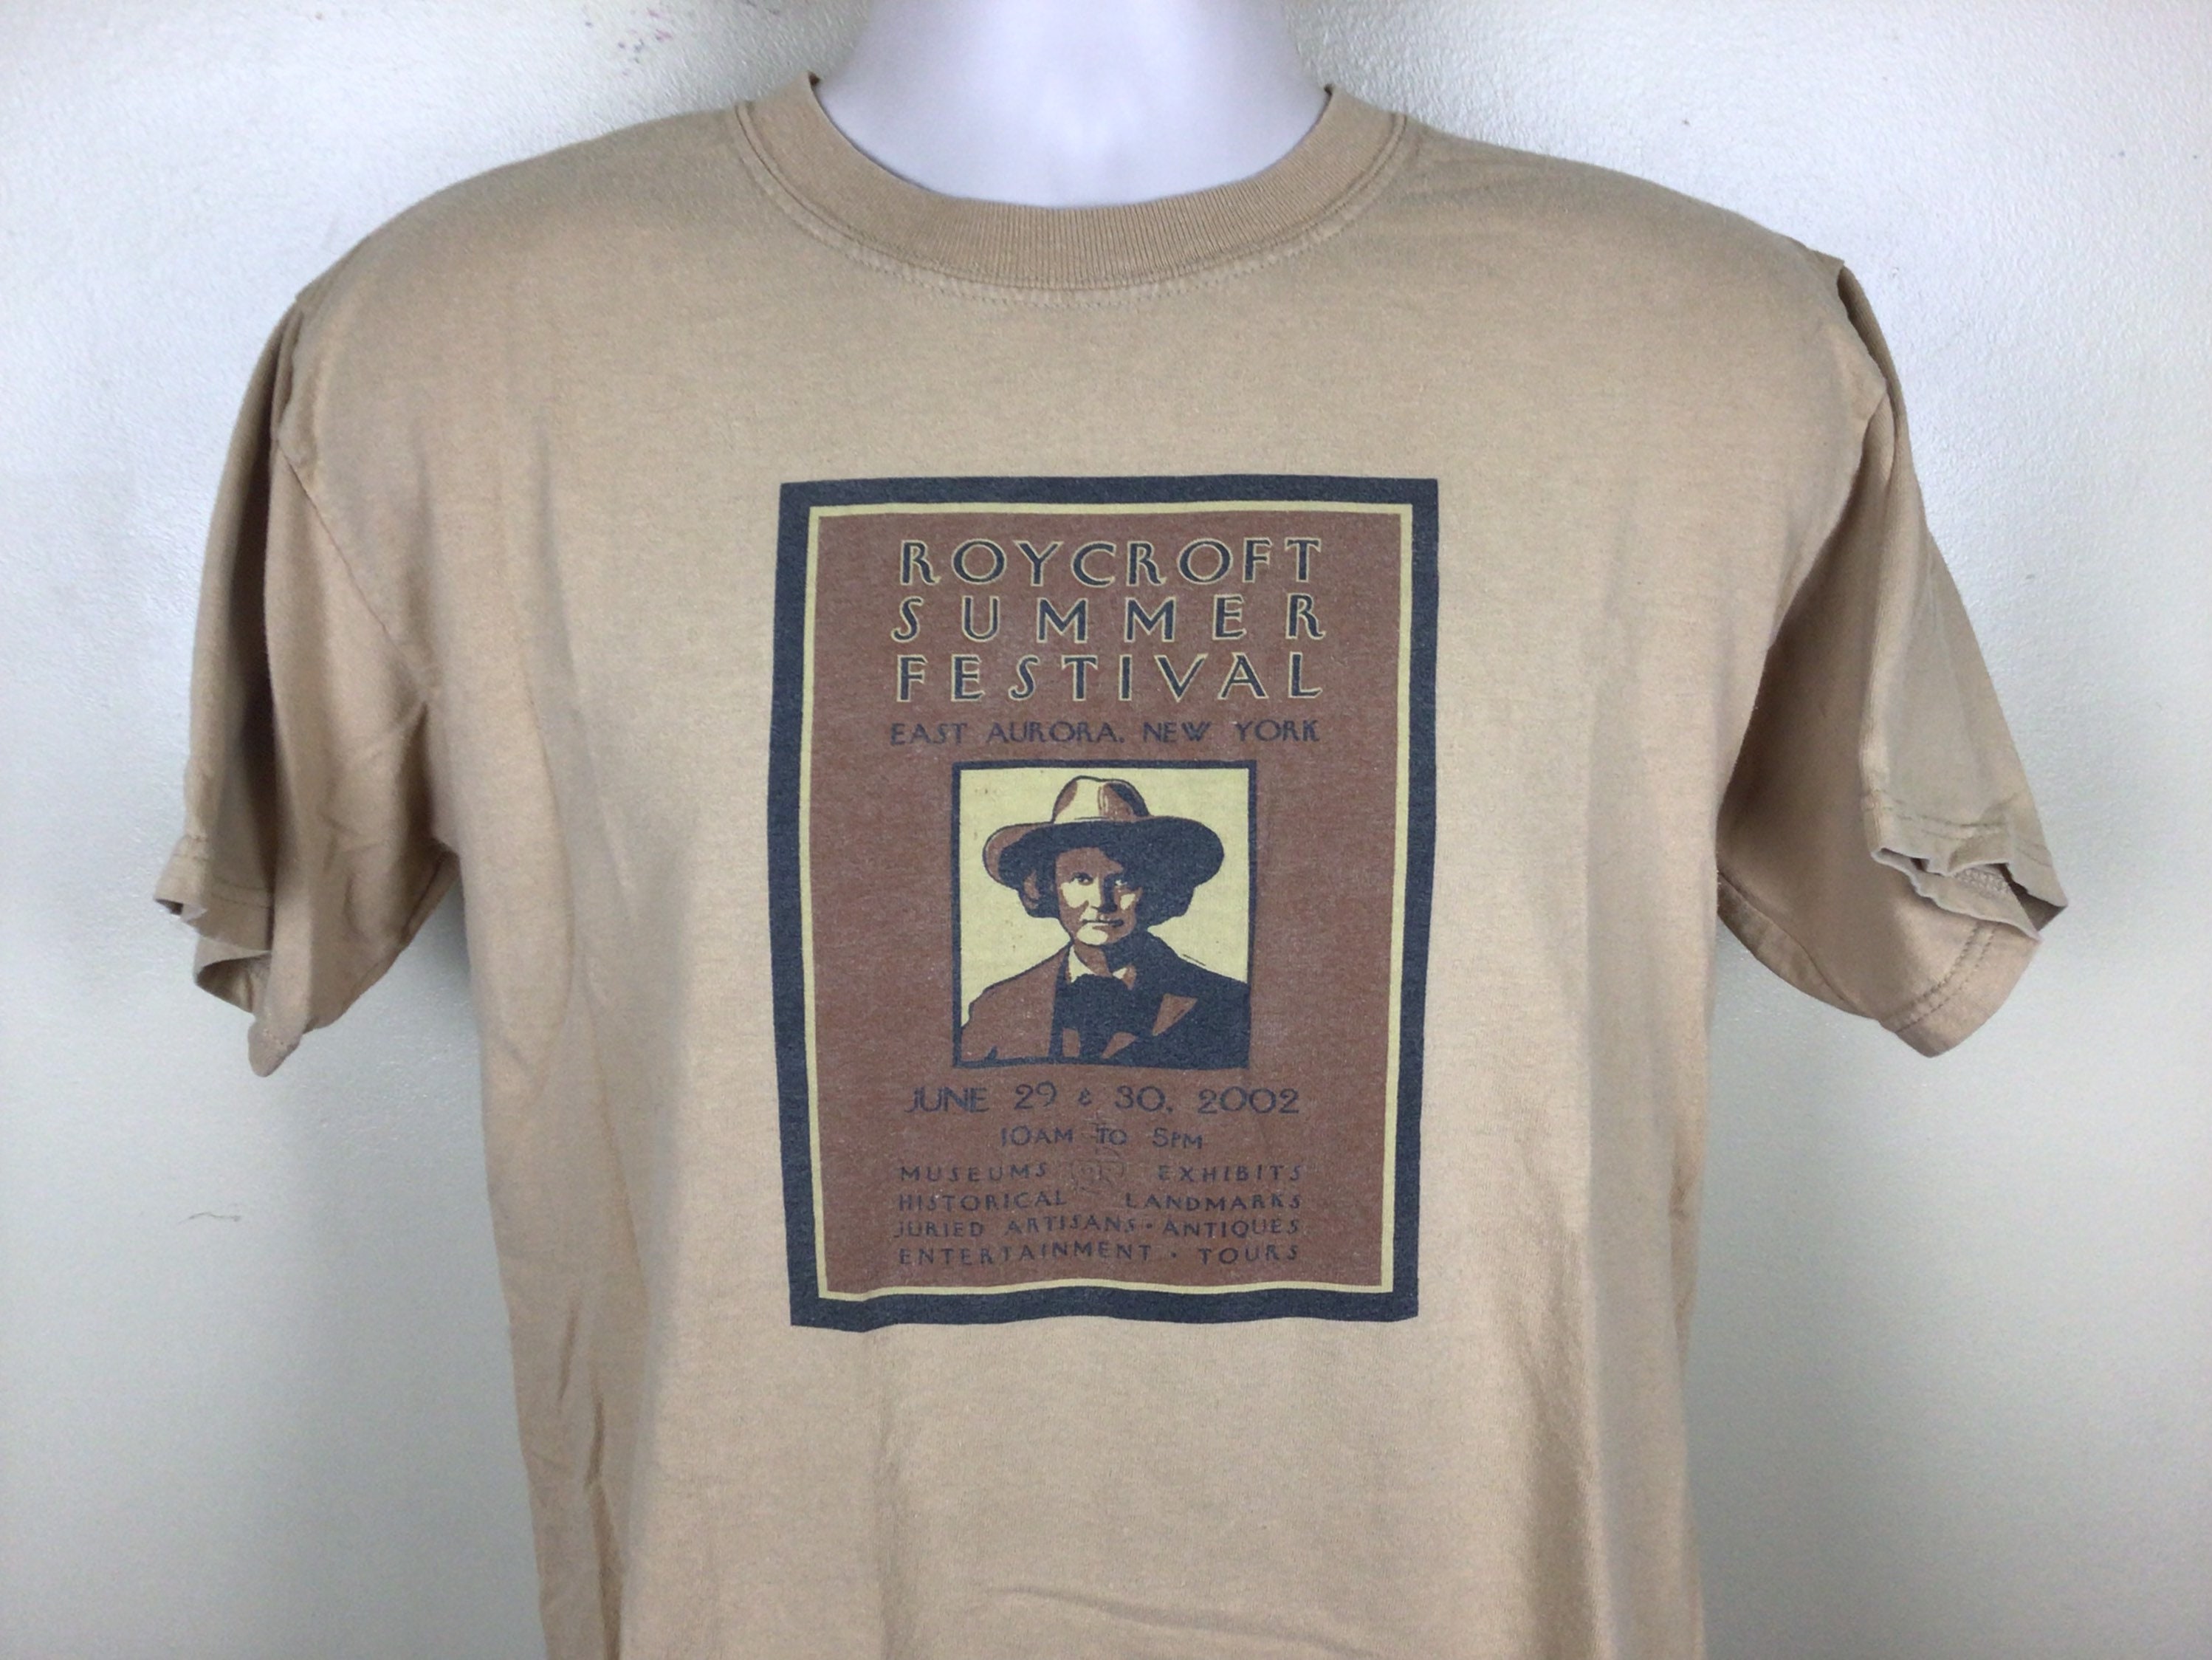 ROYCROFT
SUMMER
FESTIVAL
EAST AURORA, NEW YORK
JUNE 29 & 30, 2002
10AM TO 5PM
MUSEUMS EXHIBITS
HISTORICAL LANDMARKS
JURIED ARTISANS · ANTIQUES
ENTERTAINMENT · TOURS